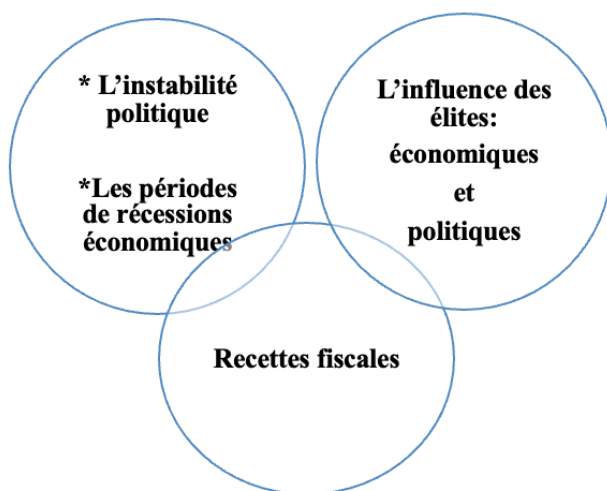 * L’instabilité
politique
*Les périodes
de récessions
économiques
L’influence des
élites:
économiques
et
politiques
Recettes fiscales